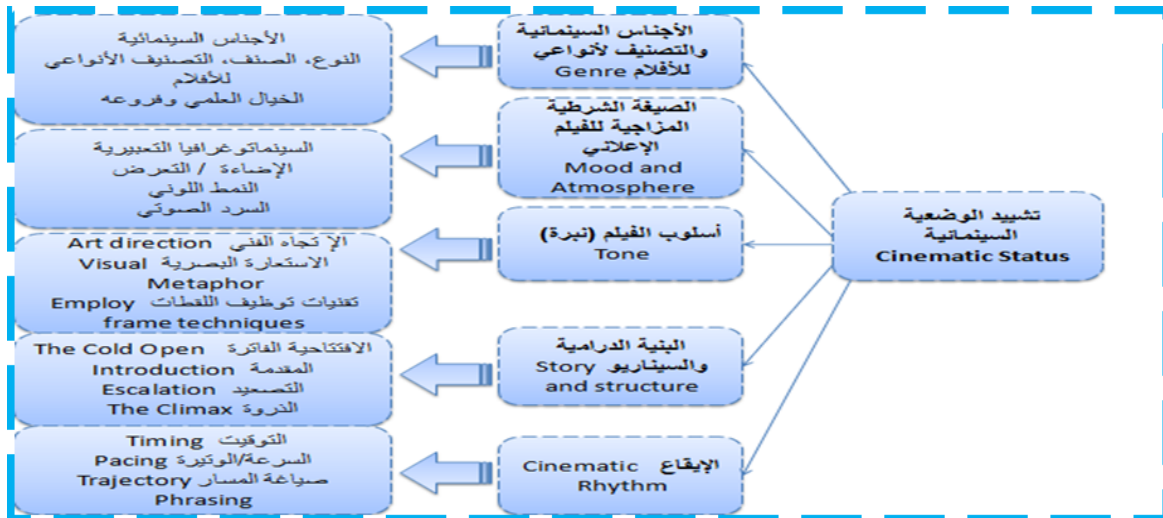 تشييد الوضعية
السينمائية
Cinematic Status
الأجناس السينمائية
والتصنيف لأنواعي
للأفلام Genre
الأجناس السينمائية
النوع، الصنف، التصنيف الأنواعي
للأفلام
الخيال العلمي وفروعه
الصيغة الشرطية
المزاجية للفيلم
الإعلاني
Mood and
Atmosphere
السينماتوغرافيا التعبيرية
الإضاءة / التعرض
النمط اللوني
السرد الصوتي
أسلوب الفيلم (نبرة)
Tone
الإ تجاه الفني Art direction
الاستعارة البصرية Visual
Metaphor
تقنيات توظيف اللقطات Employ
frame techniques
البنية الدرامية
والسيناريو Story
and structure
الافتتاحية الفاترة The Cold Open
المقدمة Introduction
التصعيد Escalation
الذروة The Climax
الإيقاع Cinematic
Rhythm
التوقيت Timing
السرعة/الوتيرة Pacing
صياغة المسار Trajectory
Phrasing